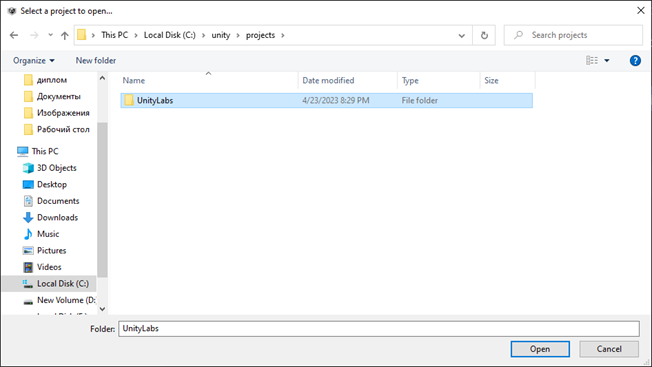 Select a project to open...
This PC > Local Disk (C:) > unity > projects >
Search projects
Organize
New folder
Name
Date modified
Type
Size
диплом
Документы
Изображения
Рабочий стол
This PC
3D Objects
Desktop
Documents
Downloads
Music
Pictures
Videos
Local Disk (C:)
New Volume (D:
UnityLabs
4/23/2023 8:29 PM
File folder
Folder:
UnityLabs
Open
Cancel